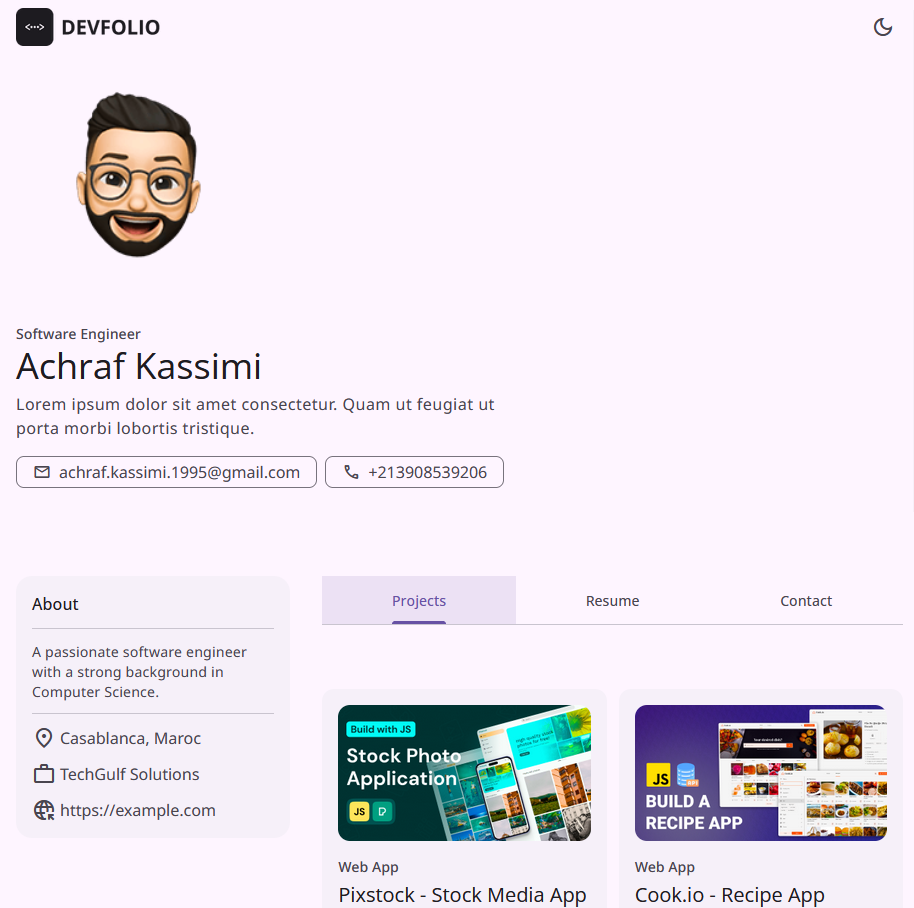 <···> DEVFOLIO
Software Engineer
Achraf Kassimi
Lorem ipsum dolor sit amet consectetur. Quam ut feugiat ut
porta morbi lobortis tristique.
achraf.kassimi.1995@gmail.com
+213908539206
About
A passionate software engineer
with a strong background in
Computer Science.
Casablanca, Maroc
TechGulf Solutions
https://example.com
Projects
Resume
Contact
Build with JS
Stock Photo
Application
JS
Web App
Pixstock - Stock Media App
JS
BUILD A
RECIPE APP
Web App
Cook.io - Recipe App